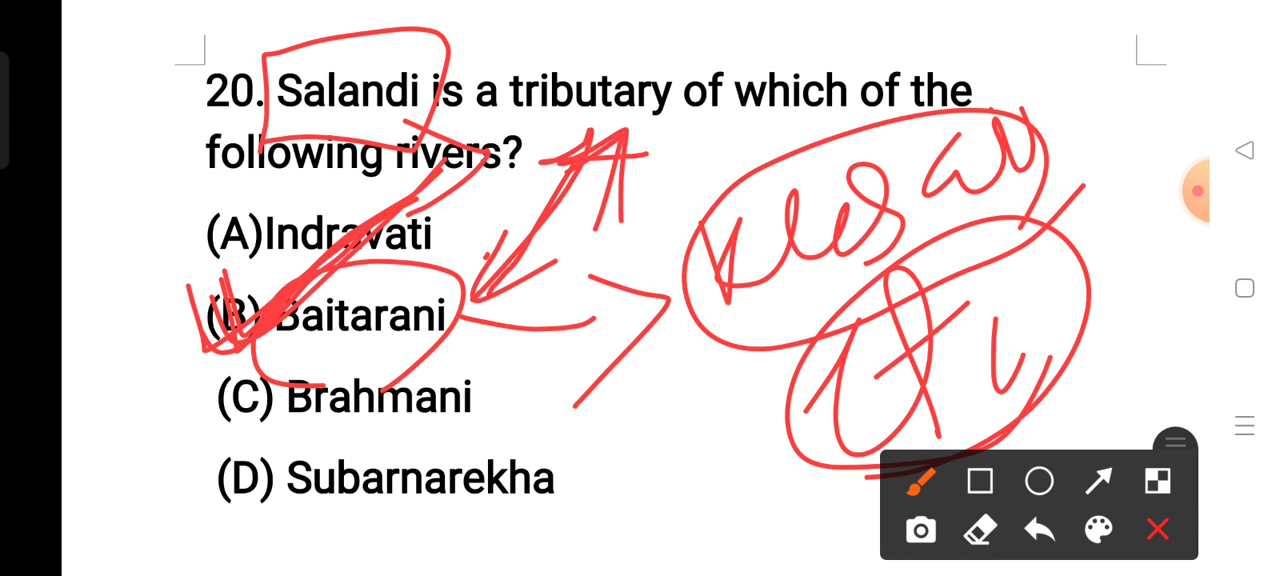 20. Salandi is a tributary of which of the
following rivers?
(A)Indravati
(B) Baitarani
(C) Brahmani
(D) Subarnarekha